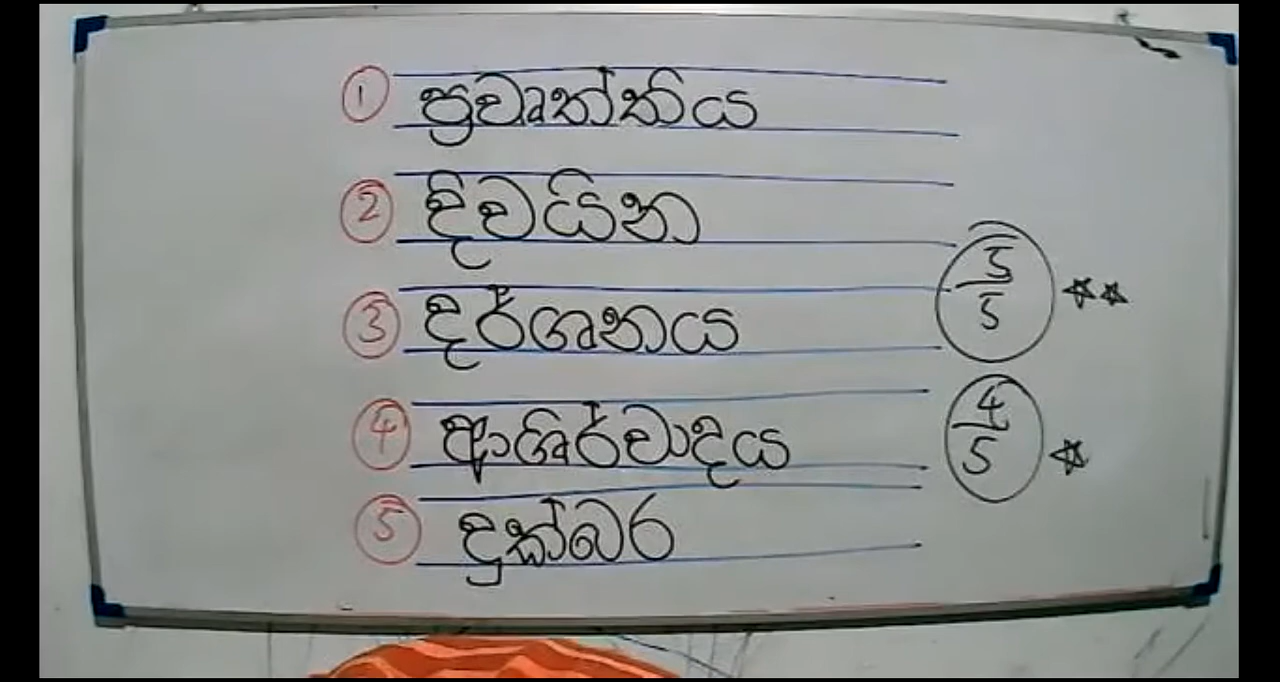 ① ප්‍රවෘත්තිය
② දිවයින
③ දර්ශනය
④ ආශිර්වාදය
⑤ දුක්බර
5/5 ☆☆
4/5 ☆